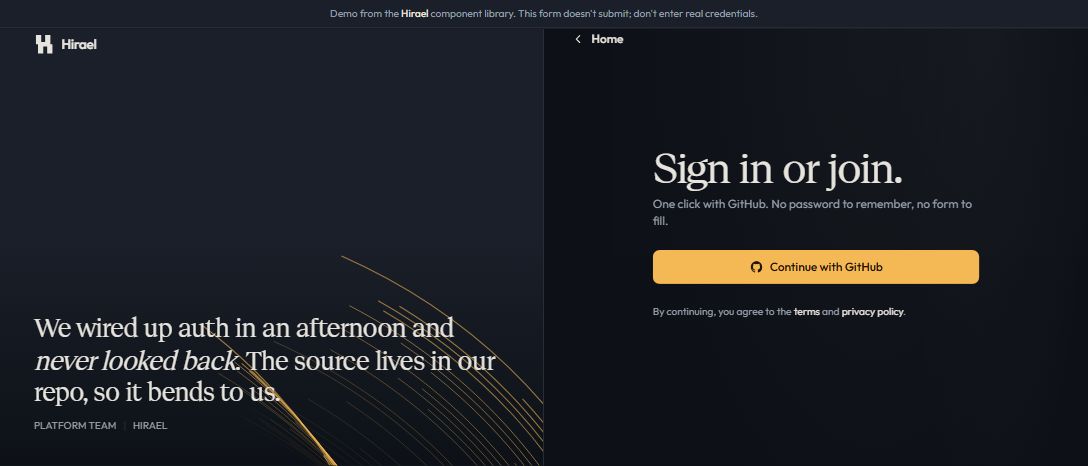 Demo from the Hirael component library. This form doesn't submit; don't enter real credentials.
Hirael
Home
Sign in or join.
One click with GitHub. No password to remember, no form to
fill.
Continue with GitHub
By continuing, you agree to the terms and privacy policy.
We wired up auth in an afternoon and
never looked back. The source lives in our
repo, so it bends to us.
PLATFORM TEAM | HIRAEL